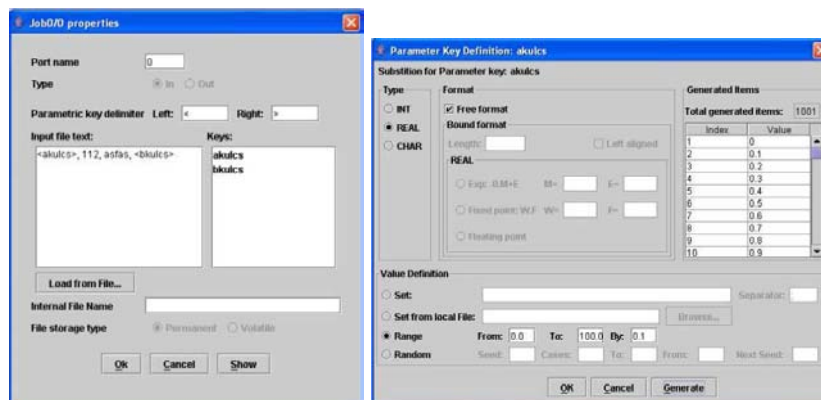 Job0/0 properties
Port name 0
Type In Out
Parametric key delimiter Left: < Right: >
Input file text: Keys:
<akulcs>, 112, asfas, <bkulcs>
akulcs
bkulcs
Load from File...
Internal File Name
File storage type Permanent Volatile
Ok Cancel Show
Parameter Key Definition: akulcs
Substition for Parameter key: akulcs
Type
INT
REAL
CHAR
Format
Free format
Bound format
Length: Left aligned
REAL
Exp: .0.M+E M= E=
Fixed point: W.F W= F=
Floating point
Generated Items
Total generated items: 1001
Index Value
1 0
2 0.1
3 0.2
4 0.3
5 0.4
6 0.5
7 0.6
8 0.7
9 0.8
10 0.9
Value Definition
Set: Separator:
Set from local File: Browse...
Range From: 0.0 To: 100.0 By: 0.1
Random Seed: Cases: To: From: Next Seed:
OK Cancel Generate